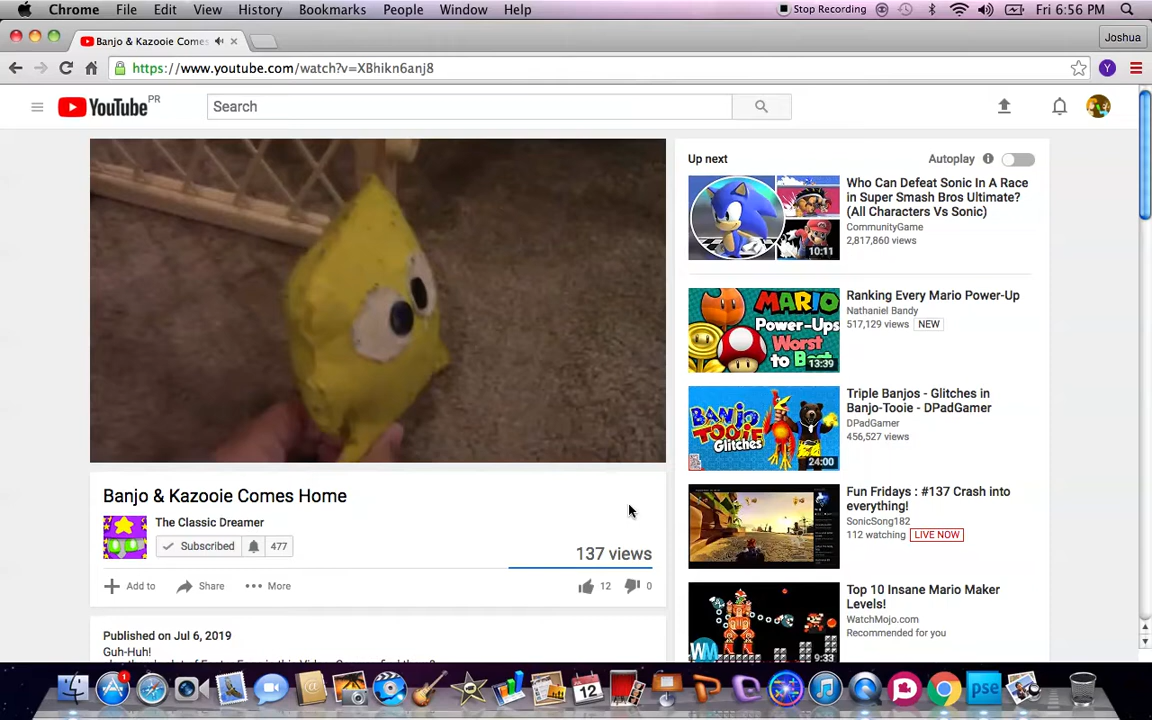 Chrome File Edit View History Bookmarks People Window Help
Stop Recording Fri 6:56 PM
Banjo & Kazooie Comes
Joshua
https://www.youtube.com/watch?v=XBhikn6anj8
Y
YouTube PR
Search
Up next
Autoplay
Who Can Defeat Sonic In A Race
in Super Smash Bros Ultimate?
(All Characters Vs Sonic)
CommunityGame
2,817,860 views
10:11
MARIO
Power-Ups
Worst
to Best
13:39
Ranking Every Mario Power-Up
Nathaniel Bandy
517,129 views NEW
BANJO
TOOIE
Glitches
24:00
Triple Banjos - Glitches in
Banjo-Tooie - DPadGamer
DPadGamer
456,527 views
Fun Fridays : #137 Crash into
everything!
SonicSong182
112 watching LIVE NOW
WM
9:33
Top 10 Insane Mario Maker
Levels!
WatchMojo.com
Recommended for you
Banjo & Kazooie Comes Home
The Classic Dreamer
Subscribed 477
137 views
Add to Share More
12 0
Published on Jul 6, 2019
Guh-Huh!
1
12
pse